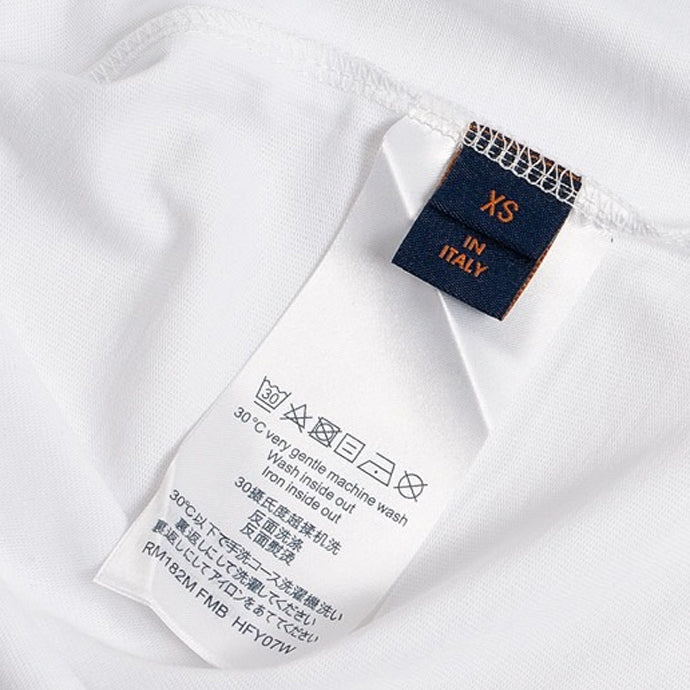 XS
IN
ITALY
30
30°C very gentle machine wash
Wash inside out
Iron inside out
30摄氏度超柔机洗
反面洗涤
反面熨烫
30℃以下で手洗コース洗濯機洗い
裏返しにして洗濯してください
裏返しにしてアイロンをあててください
RM182M FMB HFY07W